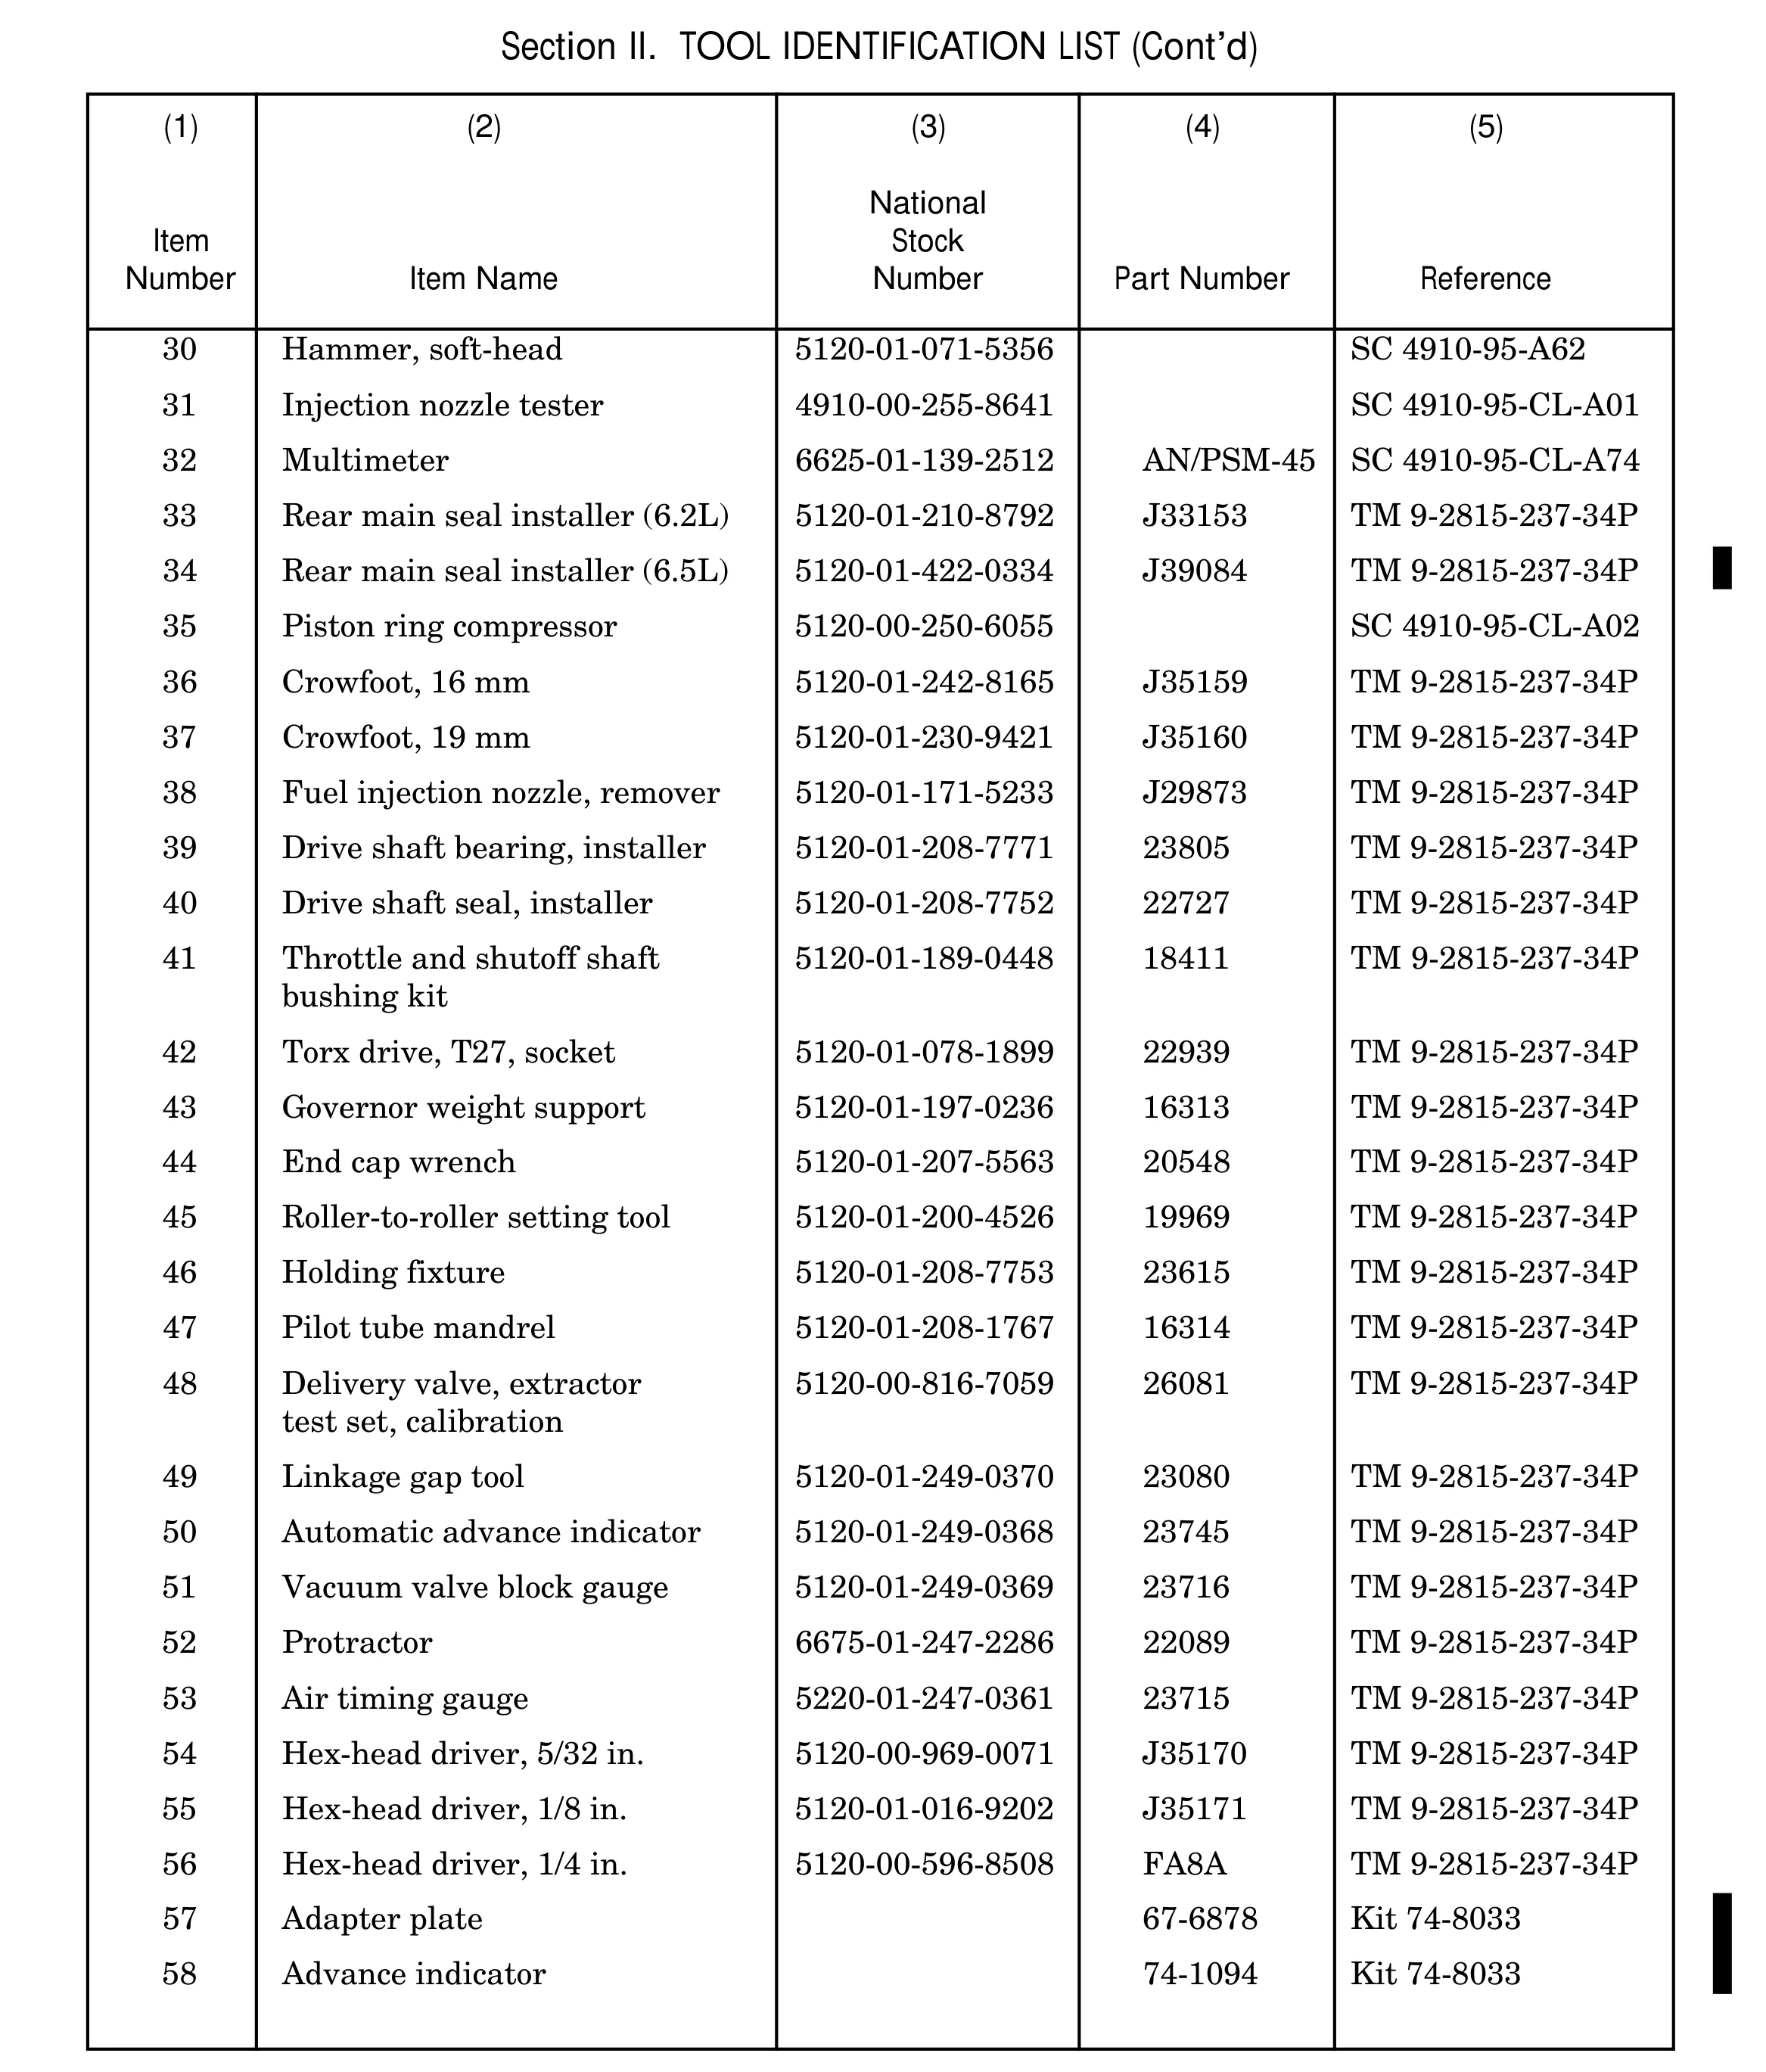 Section II. TOOL IDENTIFICATION LIST (Cont'd)
(1) (2) (3) (4) (5)
National
Item Stock
Number Item Name Number Part Number Reference
30 Hammer, soft-head 5120-01-071-5356 SC 4910-95-A62
31 Injection nozzle tester 4910-00-255-8641 SC 4910-95-CL-A01
32 Multimeter 6625-01-139-2512 AN/PSM-45 SC 4910-95-CL-A74
33 Rear main seal installer (6.2L) 5120-01-210-8792 J33153 TM 9-2815-237-34P
34 Rear main seal installer (6.5L) 5120-01-422-0334 J39084 TM 9-2815-237-34P
35 Piston ring compressor 5120-00-250-6055 SC 4910-95-CL-A02
36 Crowfoot, 16 mm 5120-01-242-8165 J35159 TM 9-2815-237-34P
37 Crowfoot, 19 mm 5120-01-230-9421 J35160 TM 9-2815-237-34P
38 Fuel injection nozzle, remover 5120-01-171-5233 J29873 TM 9-2815-237-34P
39 Drive shaft bearing, installer 5120-01-208-7771 23805 TM 9-2815-237-34P
40 Drive shaft seal, installer 5120-01-208-7752 22727 TM 9-2815-237-34P
41 Throttle and shutoff shaft 5120-01-189-0448 18411 TM 9-2815-237-34P
bushing kit
42 Torx drive, T27, socket 5120-01-078-1899 22939 TM 9-2815-237-34P
43 Governor weight support 5120-01-197-0236 16313 TM 9-2815-237-34P
44 End cap wrench 5120-01-207-5563 20548 TM 9-2815-237-34P
45 Roller-to-roller setting tool 5120-01-200-4526 19969 TM 9-2815-237-34P
46 Holding fixture 5120-01-208-7753 23615 TM 9-2815-237-34P
47 Pilot tube mandrel 5120-01-208-1767 16314 TM 9-2815-237-34P
48 Delivery valve, extractor 5120-00-816-7059 26081 TM 9-2815-237-34P
test set, calibration
49 Linkage gap tool 5120-01-249-0370 23080 TM 9-2815-237-34P
50 Automatic advance indicator 5120-01-249-0368 23745 TM 9-2815-237-34P
51 Vacuum valve block gauge 5120-01-249-0369 23716 TM 9-2815-237-34P
52 Protractor 6675-01-247-2286 22089 TM 9-2815-237-34P
53 Air timing gauge 5220-01-247-0361 23715 TM 9-2815-237-34P
54 Hex-head driver, 5/32 in. 5120-00-969-0071 J35170 TM 9-2815-237-34P
55 Hex-head driver, 1/8 in. 5120-01-016-9202 J35171 TM 9-2815-237-34P
56 Hex-head driver, 1/4 in. 5120-00-596-8508 FA8A TM 9-2815-237-34P
57 Adapter plate 67-6878 Kit 74-8033
58 Advance indicator 74-1094 Kit 74-8033